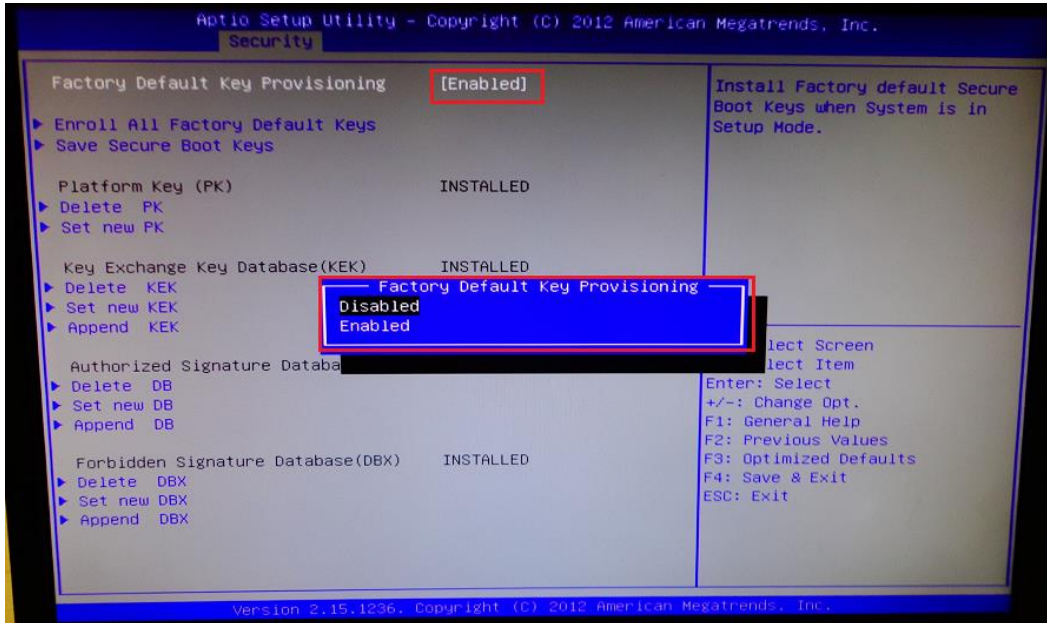 Aptio Setup Utility - Copyright (C) 2012 American Megatrends, Inc.
Security
Factory Default Key Provisioning [Enabled]
Enroll All Factory Default Keys
Save Secure Boot Keys
Platform Key (PK) INSTALLED
Delete PK
Set new PK
Key Exchange Key Database(KEK) INSTALLED
Delete KEK
Set new KEK
Append KEK
Authorized Signature
Delete DB
Set new DB
Append DB
Forbidden Signature Database(DBX) INSTALLED
Delete DBX
Set new DBX
Append DBX
Factory Default Key Provisioning
Disabled
Enabled
Install Factory default Secure
Boot Keys when System is in
Setup Mode.
Screen
Item
Enter: Select
+/-: Change Opt.
F1: General Help
F2: Previous Values
F3: Optimized Defaults
F4: Save & Exit
ESC: Exit
Version 2.15.1236. Copyright (C) 2012 American Megatrends, Inc.